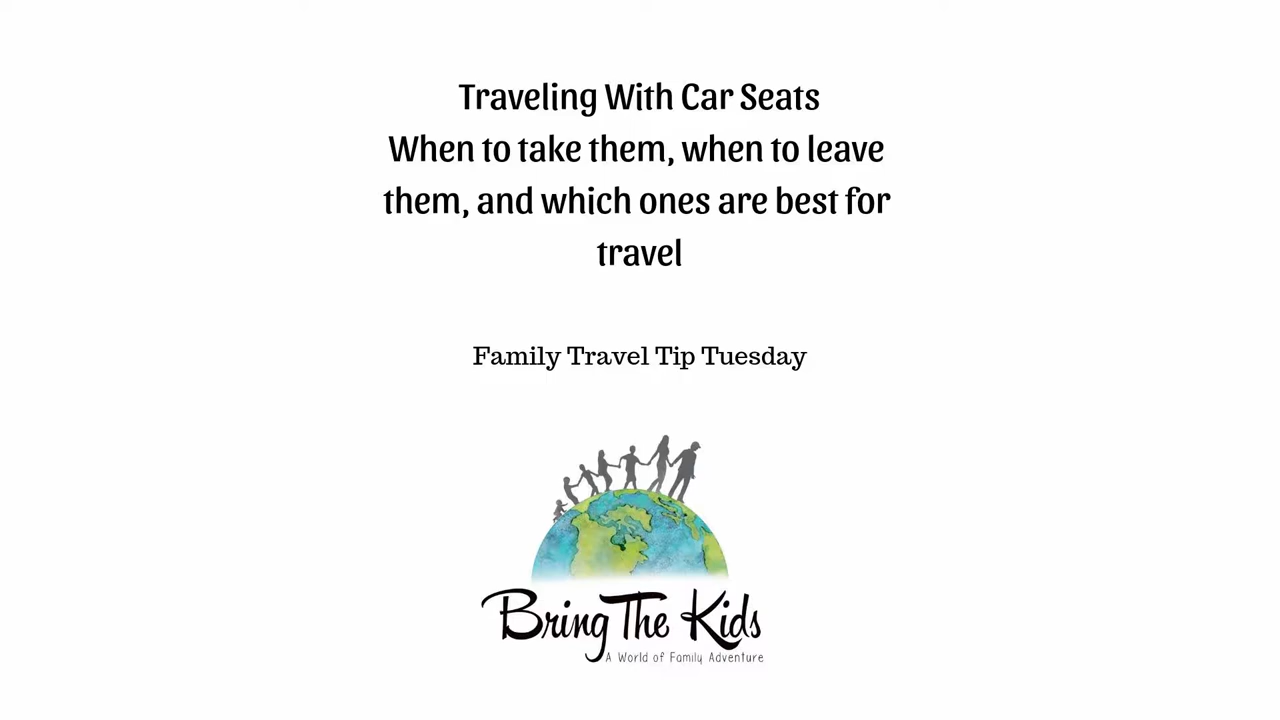 Traveling With Car Seats
When to take them, when to leave
them, and which ones are best for
travel
Family Travel Tip Tuesday
Bring The Kids
A World of Family Adventure